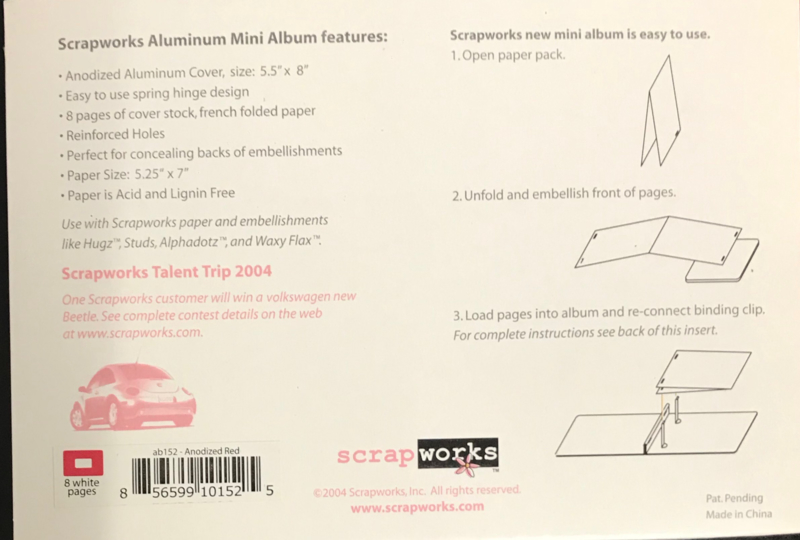 Scrapworks Aluminum Mini Album features:
• Anodized Aluminum Cover, size: 5.5" x 8"
• Easy to use spring hinge design
• 8 pages of cover stock, french folded paper
• Reinforced Holes
• Perfect for concealing backs of embellishments
• Paper Size: 5.25" x 7"
• Paper is Acid and Lignin Free
Use with Scrapworks paper and embellishments
like Hugz™, Studs, Alphadotz™, and Waxy Flax™.
Scrapworks Talent Trip 2004
One Scrapworks customer will win a volkswagen new
Beetle. See complete contest details on the web
at www.scrapworks.com.
8 white
pages
ab152 - Anodized Red
8 56599 10152 5
Scrapworks new mini album is easy to use.
1. Open paper pack.
2. Unfold and embellish front of pages.
3. Load pages into album and re-connect binding clip.
For complete instructions see back of this insert.
scrapworks™
©2004 Scrapworks, Inc. All rights reserved.
www.scrapworks.com
Pat. Pending
Made in China